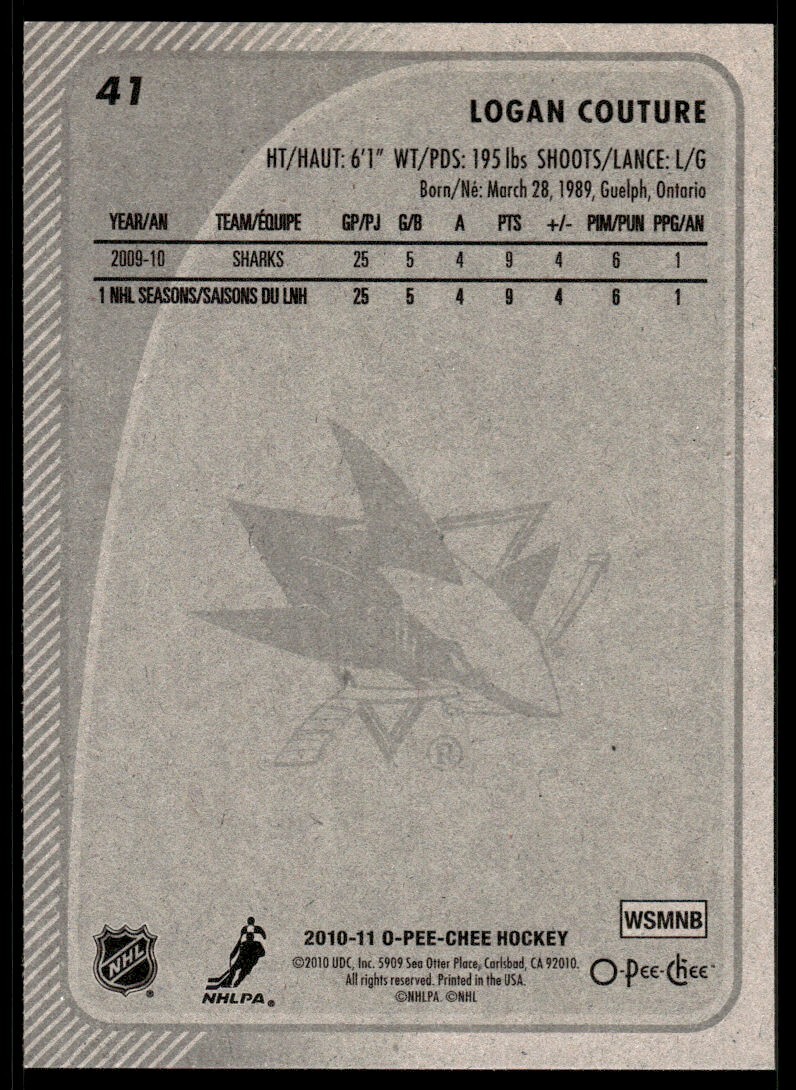 41
LOGAN COUTURE
HT/HAUT: 6'1" WT/PDS: 195 lbs SHOOTS/LANCE: L/G
Born/Né: March 28, 1989, Guelph, Ontario
YEAR/AN TEAM/ÉQUIPE GP/PJ G/B A PTS +/- PIM/PUN PPG/AN
2009-10 SHARKS 25 5 4 9 4 6 1
1 NHL SEASONS/SAISONS DU LNH 25 5 4 9 4 6 1
®
WSMNB
NHL ®
NHLPA®
2010-11 O-PEE-CHEE HOCKEY
©2010 UDC, Inc. 5909 Sea Otter Place, Carlsbad, CA 92010.
All rights reserved. Printed in the USA.
©NHLPA. ©NHL
O-Pee-Chee™